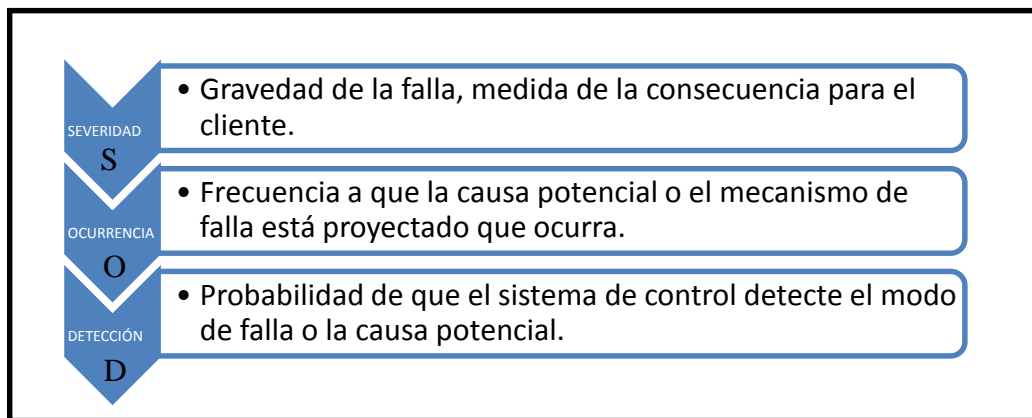 SEVERIDAD
S
• Gravedad de la falla, medida de la consecuencia para el
cliente.
OCURRENCIA
O
• Frecuencia a que la causa potencial o el mecanismo de
falla está proyectado que ocurra.
DETECCIÓN
D
• Probabilidad de que el sistema de control detecte el modo
de falla o la causa potencial.